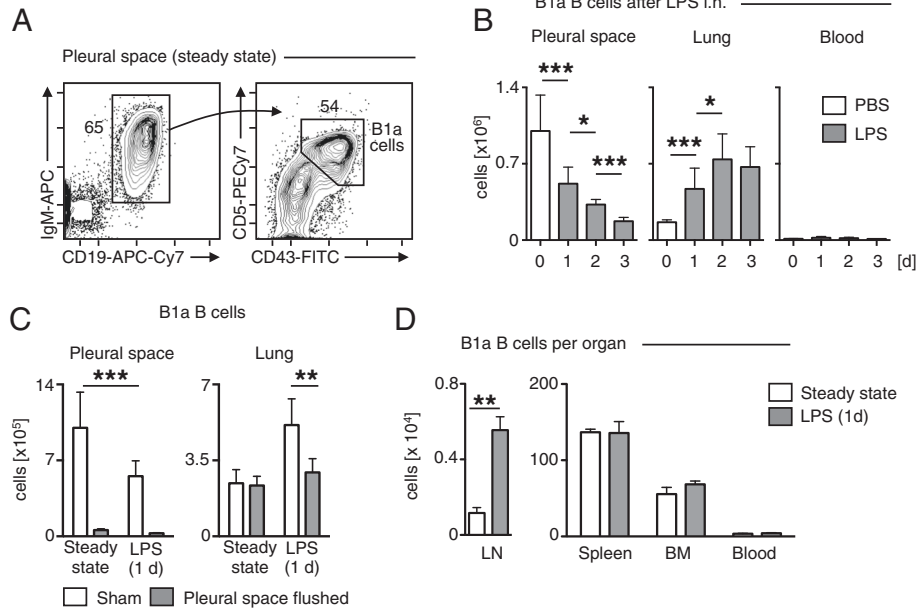 A
Pleural space (steady state)
65
IgM-APC
CD19-APC-Cy7
54
B1a
cells
CD5-PECy7
CD43-FITC
B1a B cells after LPS i.n.
B
Pleural space
Lung
Blood
cells [x10⁶]
1.4
0.7
0
***
*
***
***
*
PBS
LPS
0 1 2 3
0 1 2 3
0 1 2 3 [d]
C
B1a B cells
Pleural space
Lung
cells [x10⁵]
14
7
0
***
7
3.5
0
**
Steady
state
LPS
(1 d)
Steady
state
LPS
(1 d)
Sham
Pleural space flushed
D
B1a B cells per organ
cells [x 10⁴]
0.8
0.4
0
**
LN
200
100
0
Spleen
BM
Blood
Steady state
LPS (1d)